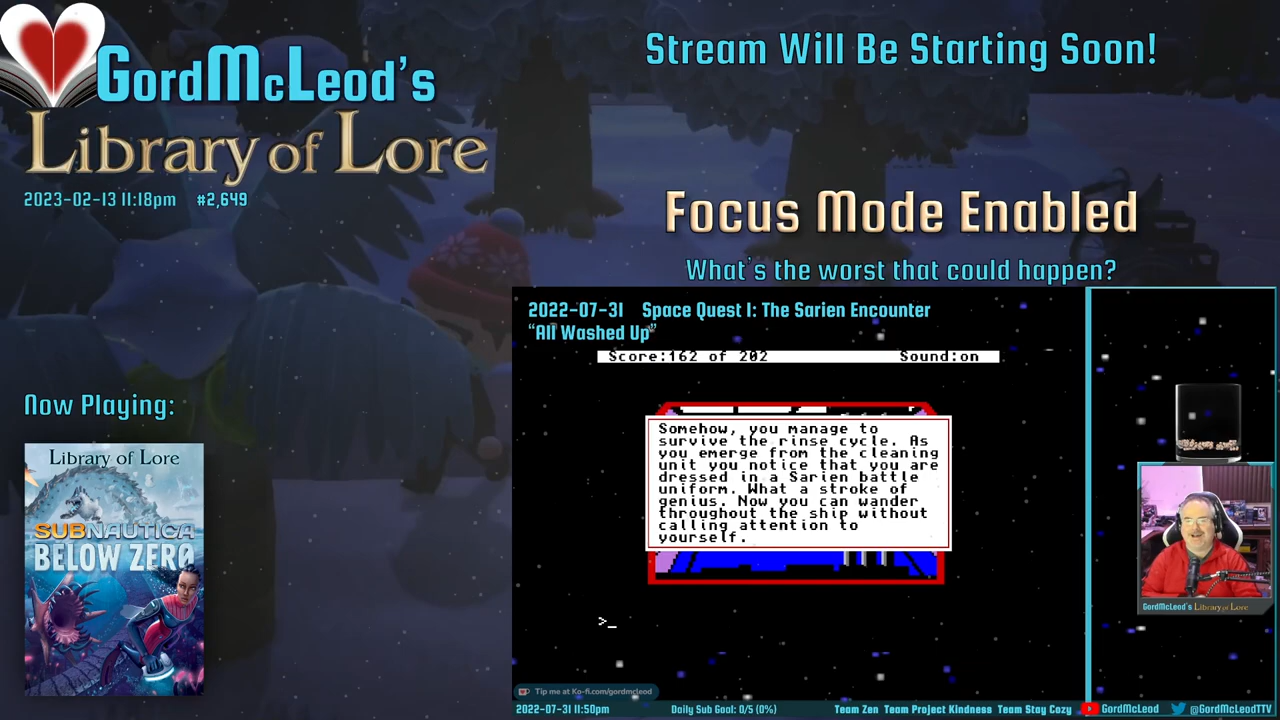 GordMcLeod's
Library of Lore
2023-02-13 11:18pm #2,649
Now Playing:
Library of Lore
SUBNAUTICA
BELOW ZERO
Stream Will Be Starting Soon!
Focus Mode Enabled
What's the worst that could happen?
2022-07-31 Space Quest I: The Sarien Encounter
“All Washed Up”
Score:162 of 202 Sound:on
Somehow, you manage to
survive the rinse cycle. As
you emerge from the cleaning
unit you notice that you are
dressed in a Sarien battle
uniform. What a stroke of
genius. Now you can wander
throughout the ship without
calling attention to
yourself.
>_
GordMcLeod's Library of Lore
Tip me at Ko-fi.com/gordmcleod
2022-07-31 11:50pm Daily Sub Goal: 0/5 (0%) Team Zen Team Project Kindness Team Stay Cozy GordMcLeod @GordMcLeodTTV